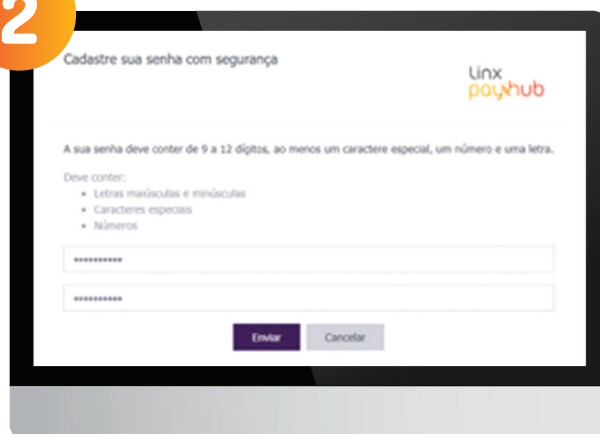 2
Cadastre sua senha com segurança
Linx
payhub
A sua senha deve conter de 9 a 12 dígitos, ao menos um caractere especial, um número e uma letra.
Deve conter:
• Letras maiúsculas e minúsculas
• Caracteres especiais
• Números
••••••••••
••••••••••
Enviar Cancelar